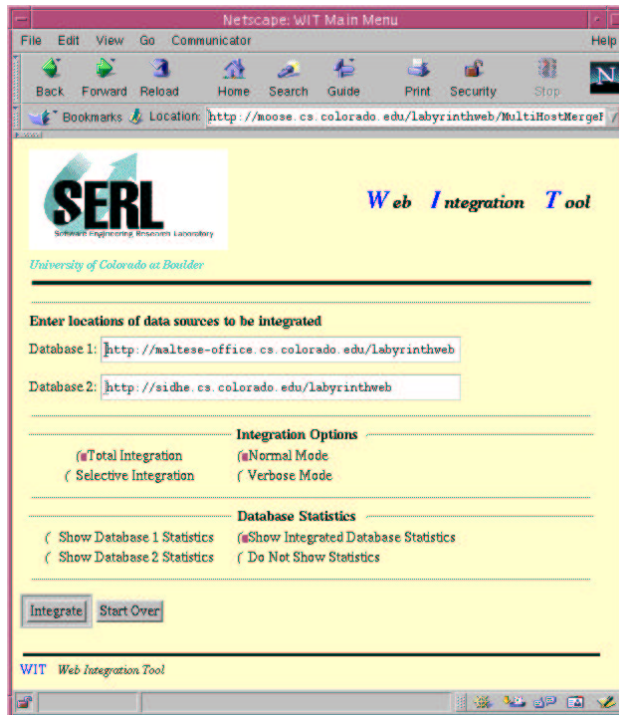 Netscape: WIT Main Menu
File Edit View Go Communicator Help
Back Forward Reload Home Search Guide Print Security Stop
N
Bookmarks Location: http://moose.cs.colorado.edu/labyrinthweb/MultiHostMerge
SERL
Software Engineering Research Laboratory
Web Integration Tool
University of Colorado at Boulder
Enter locations of data sources to be integrated
Database 1: http://maltese-office.cs.colorado.edu/labyrinthweb
Database 2: http://sidhe.cs.colorado.edu/labyrinthweb
Integration Options
Total Integration Normal Mode
Selective Integration Verbose Mode
Database Statistics
Show Database 1 Statistics Show Integrated Database Statistics
Show Database 2 Statistics Do Not Show Statistics
Integrate Start Over
WIT Web Integration Tool